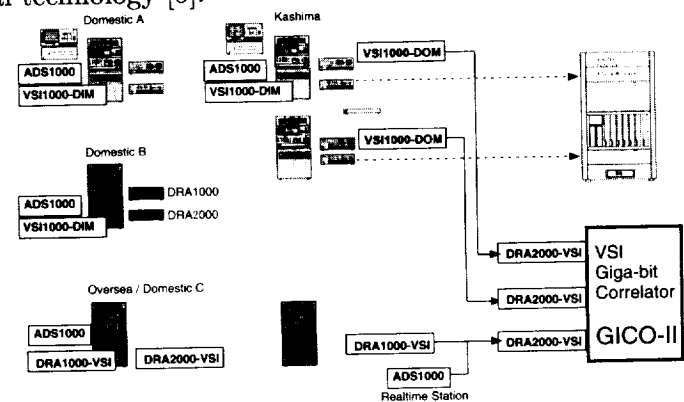 al technology [6].
Domestic A
Kashima
ADS1000
VSI1000-DIM
ADS1000
VSI1000-DIM
VSI1000-DOM
VSI1000-DOM
Domestic B
ADS1000
VSI1000-DIM
DRA1000
DRA2000
DRA2000-VSI
DRA2000-VSI
DRA2000-VSI
VSI
Giga-bit
Correlator
GICO-II
Oversea / Domestic C
ADS1000
DRA1000-VSI
DRA2000-VSI
DRA1000-VSI
ADS1000
Realtime Station